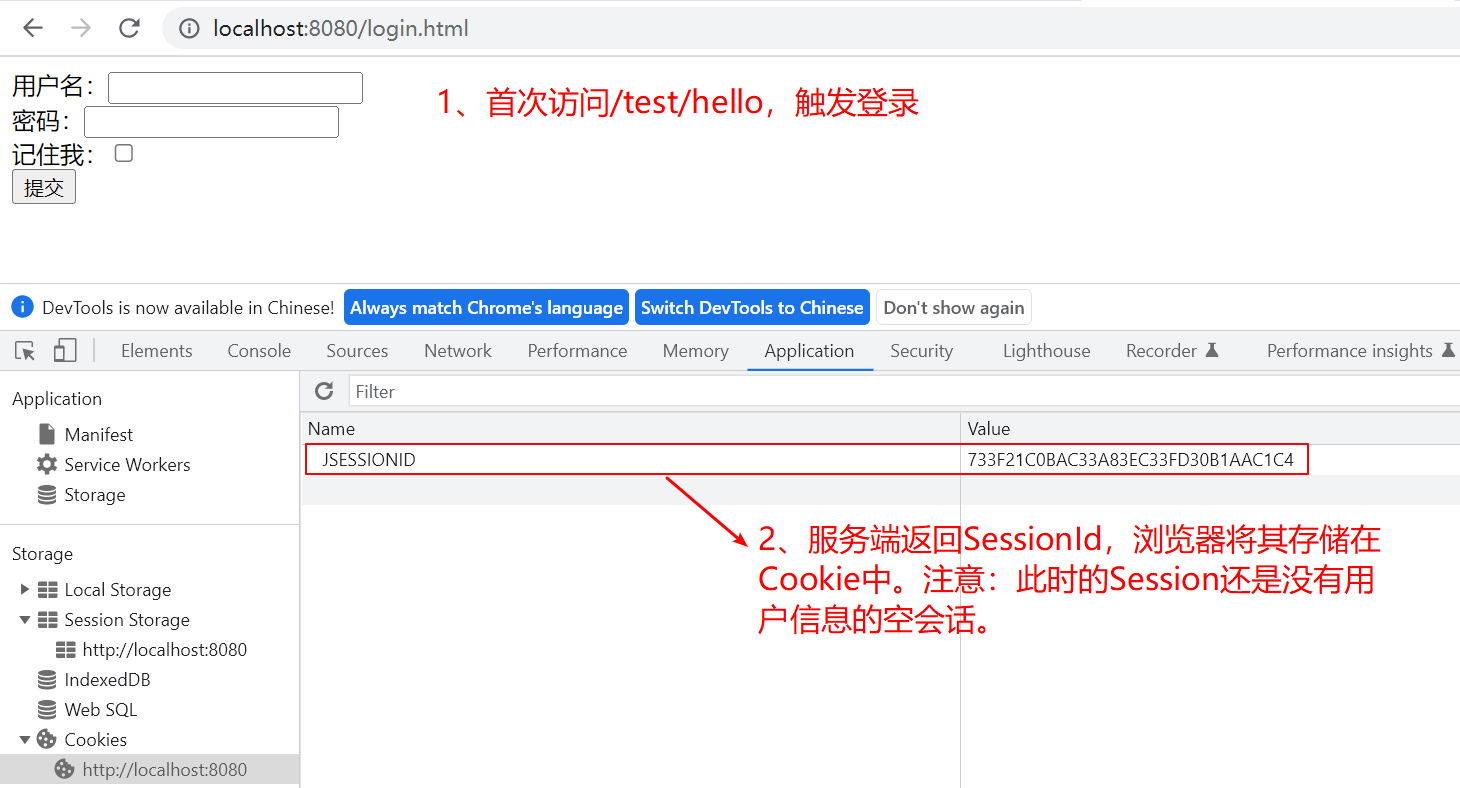 localhost:8080/login.html
用户名：
密码：
记住我：
提交
1、首次访问/test/hello，触发登录
DevTools is now available in Chinese! Always match Chrome's language Switch DevTools to Chinese Don't show again
Elements Console Sources Network Performance Memory Application Security Lighthouse Recorder Performance insights
Application
Manifest
Service Workers
Storage
Storage
Local Storage
Session Storage
http://localhost:8080
IndexedDB
Web SQL
Cookies
http://localhost:8080
Filter
Name Value
JSESSIONID 733F21C0BAC33A83EC33FD30B1AAC1C4
2、服务端返回SessionId，浏览器将其存储在
Cookie中。注意：此时的Session还是没有用
户信息的空会话。